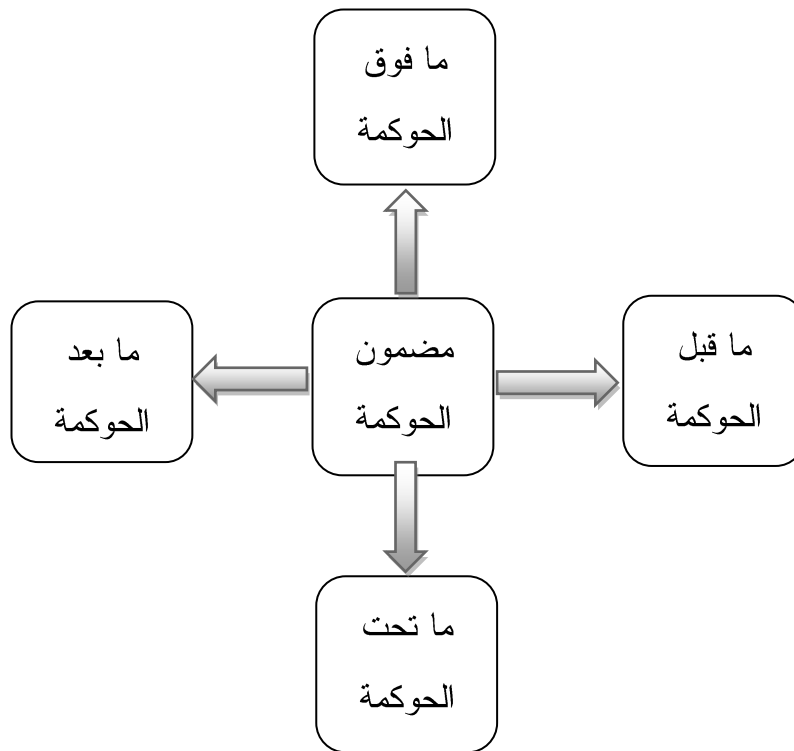 ما فوق
الحوكمة
ما قبل
الحوكمة
مضمون
الحوكمة
ما بعد
الحوكمة
ما تحت
الحوكمة